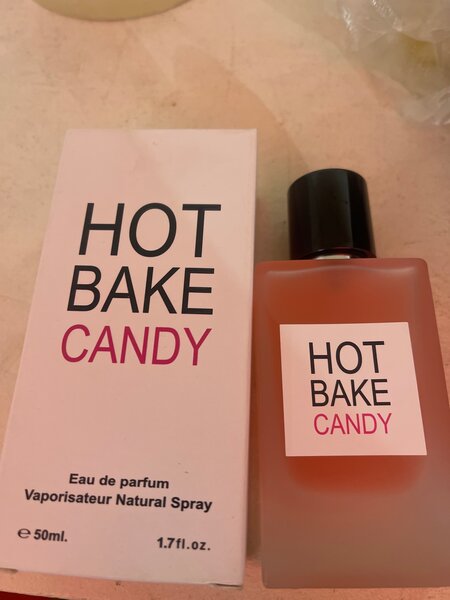 HOT
BAKE
CANDY
Eau de parfum
Vaporisateur Natural Spray
℮ 50ml.
1.7fl.oz.
HOT
BAKE
CANDY